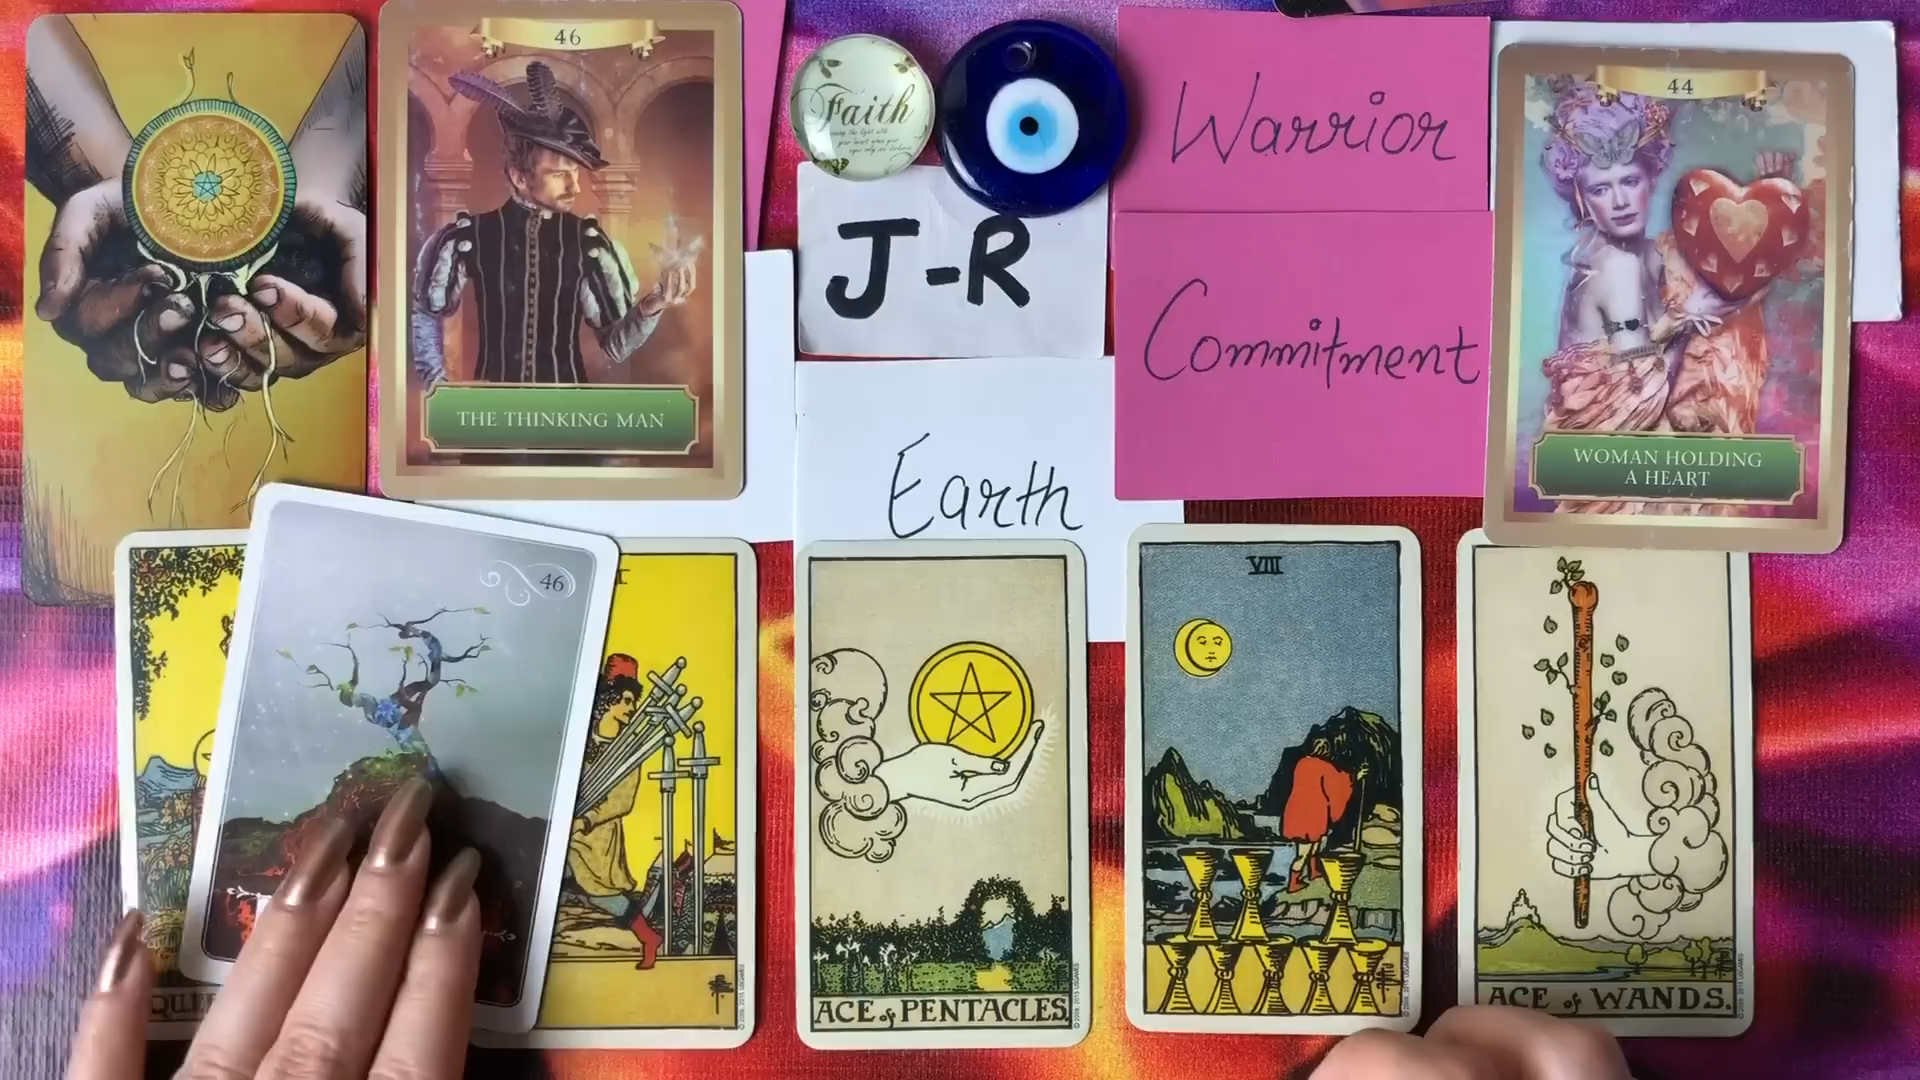 46
THE THINKING MAN
Faith
J-R
Warrior
Commitment
44
WOMAN HOLDING
A HEART
Earth
46
VIII
ACE of PENTACLES.
ACE of WANDS.